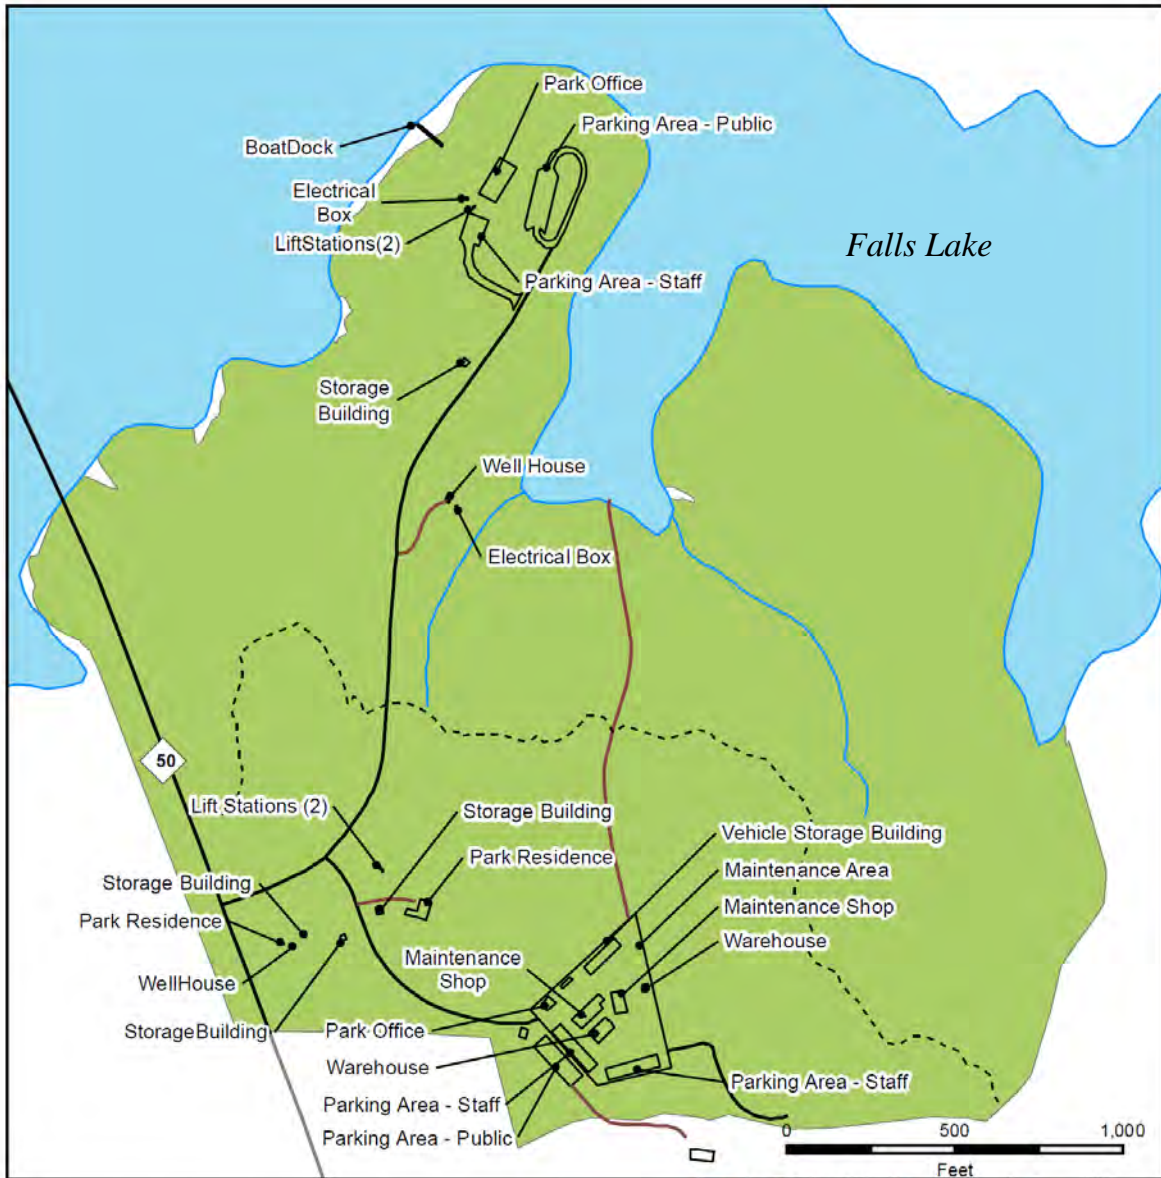 Park Office
Parking Area - Public
BoatDock
Electrical
Box
LiftStations(2)
Falls Lake
Parking Area - Staff
Storage
Building
Well House
Electrical Box
50
Lift Stations (2)
Storage Building
Vehicle Storage Building
Park Residence
Maintenance Area
Storage Building
Maintenance Shop
Park Residence
Warehouse
Maintenance
Shop
WellHouse
StorageBuilding
Park Office
Warehouse
Parking Area - Staff
Parking Area - Staff
Parking Area - Public
0
500
1,000
Feet